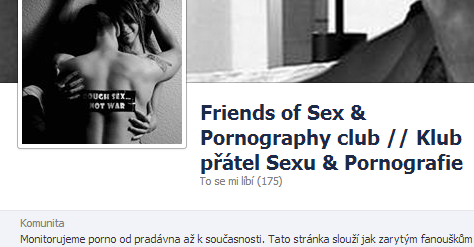 ROUGH SEX...
NOT WAR
Friends of Sex &
Pornography club // Klub
přátel Sexu & Pornografie
To se mi líbí (175)
Komunita
Monitorujeme porno od pradávna až k současnosti. Tato stránka slouží jak zarytým fanouškům